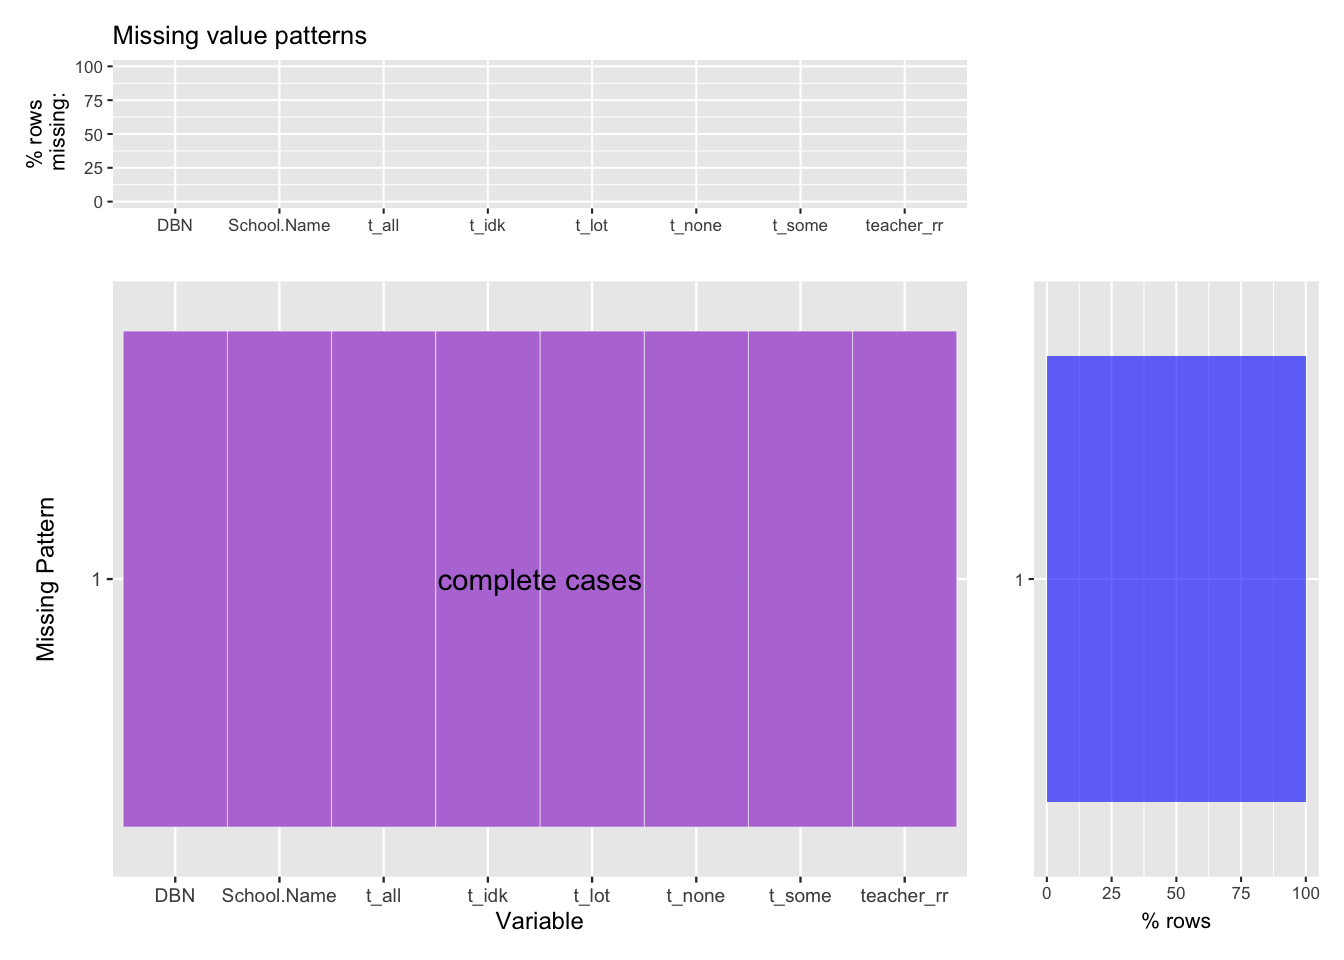 Missing value patterns
% rows
missing:
100
75
50
25
0
DBN School.Name t_all t_idk t_lot t_none t_some teacher_rr
Missing Pattern
1
complete cases
DBN School.Name t_all t_idk t_lot t_none t_some teacher_rr
Variable
1
0 25 50 75 100
% rows